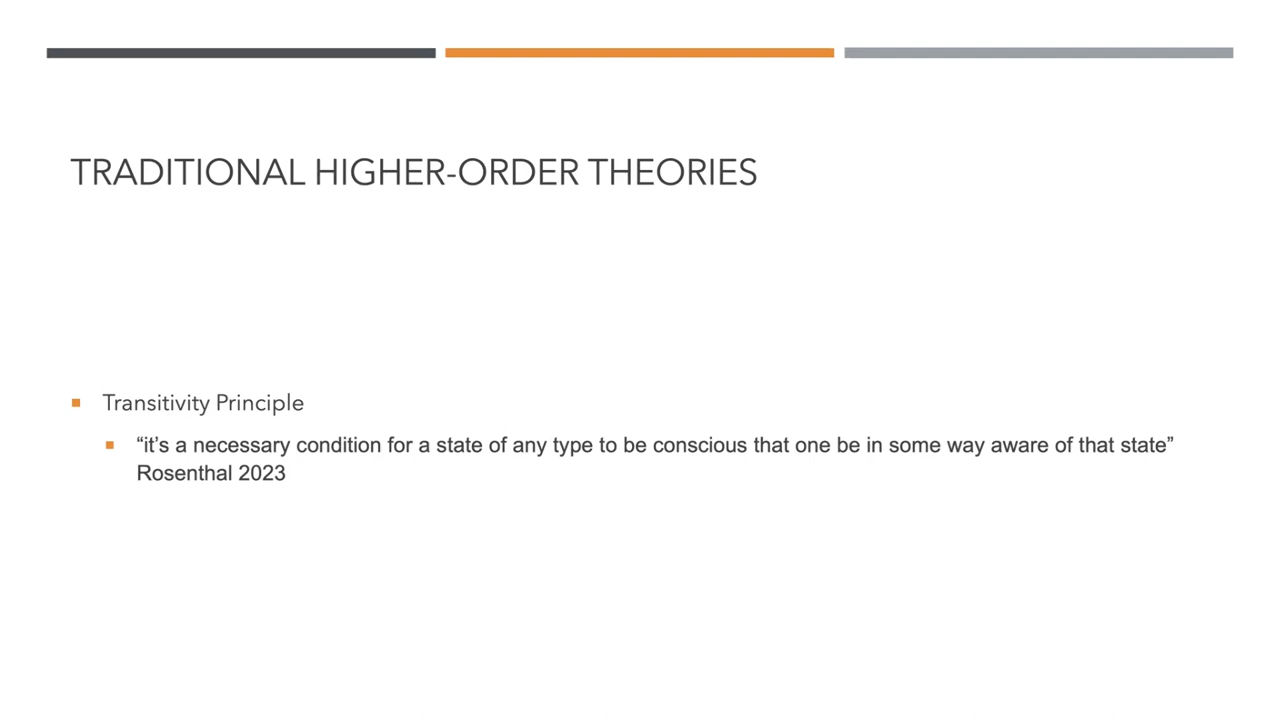 TRADITIONAL HIGHER-ORDER THEORIES
Transitivity Principle
“it’s a necessary condition for a state of any type to be conscious that one be in some way aware of that state”
Rosenthal 2023